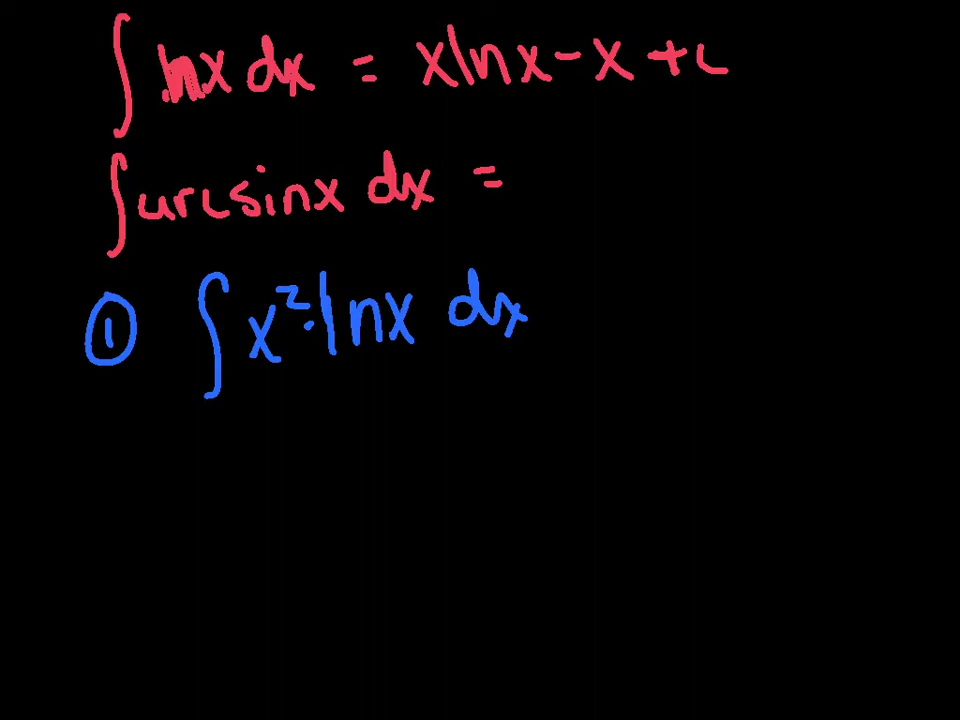 ∫ lnx dx = xlnx - x + c
∫ arcsinx dx =
① ∫ x²·lnx dx